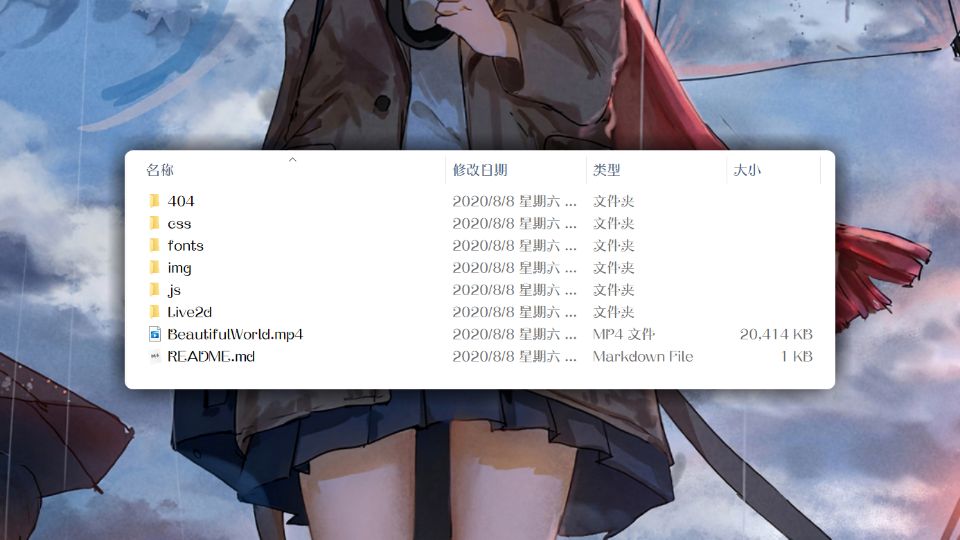 名称 修改日期 类型 大小
404 2020/8/8 星期六 ... 文件夹
css 2020/8/8 星期六 ... 文件夹
fonts 2020/8/8 星期六 ... 文件夹
img 2020/8/8 星期六 ... 文件夹
js 2020/8/8 星期六 ... 文件夹
Live2d 2020/8/8 星期六 ... 文件夹
BeautifulWorld.mp4 2020/8/8 星期六 ... MP4 文件 20,414 KB
README.md 2020/8/8 星期六 ... Markdown File 1 KB